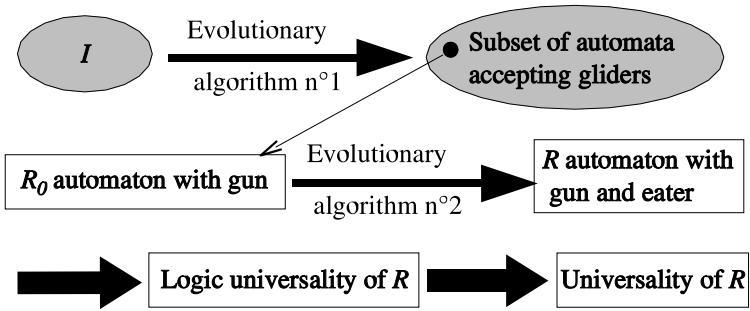 I
Evolutionary
algorithm n°1
Subset of automata
accepting gliders
R0 automaton with gun
Evolutionary
algorithm n°2
R automaton with
gun and eater
Logic universality of R
Universality of R